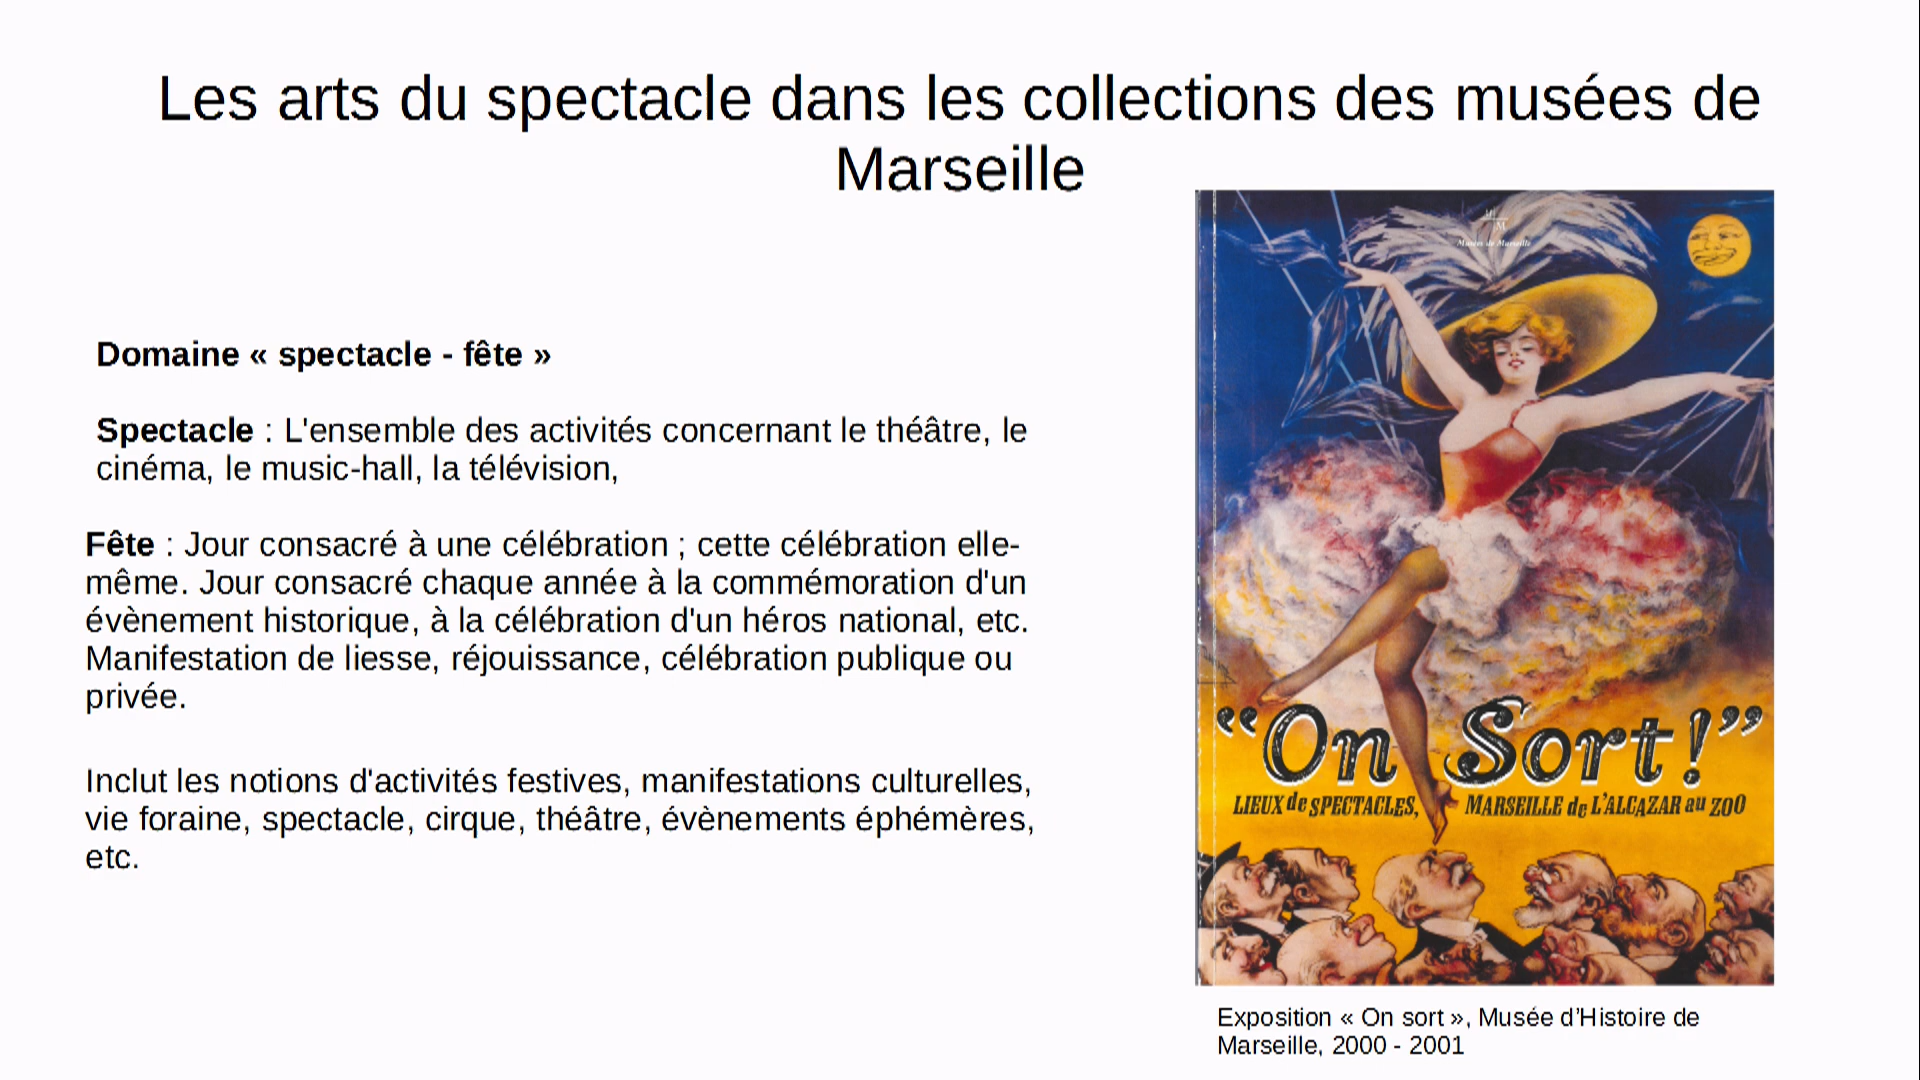 Les arts du spectacle dans les collections des musées de
Marseille
Domaine « spectacle - fête »
Spectacle : L'ensemble des activités concernant le théâtre, le
cinéma, le music-hall, la télévision,
Fête : Jour consacré à une célébration ; cette célébration elle-
même. Jour consacré chaque année à la commémoration d'un
évènement historique, à la célébration d'un héros national, etc.
Manifestation de liesse, réjouissance, célébration publique ou
privée.
Inclut les notions d'activités festives, manifestations culturelles,
vie foraine, spectacle, cirque, théâtre, évènements éphémères,
etc.
M
M
Musées de Marseille
“On Sort!”
LIEUX de SPECTACLES, MARSEILLE de L'ALCAZAR au ZOO
Exposition « On sort », Musée d’Histoire de
Marseille, 2000 - 2001